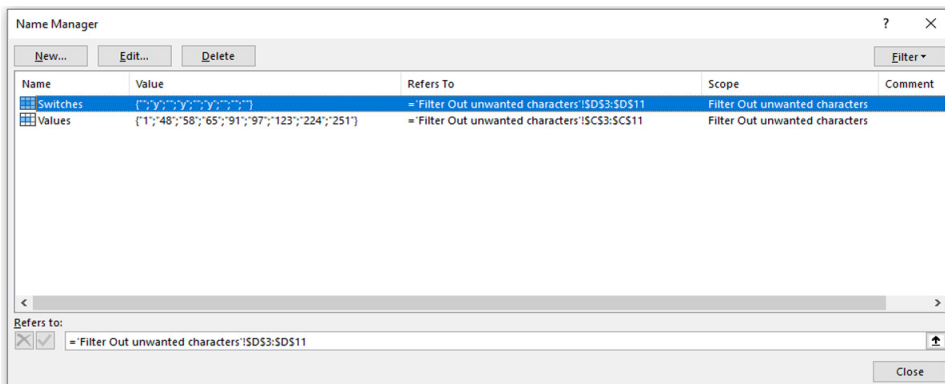 Name Manager ? ×
New... Edit... Delete Filter
Name Value Refers To Scope Comment
Switches {"";"y";"";"y";"";"y";"";"";""} ='Filter Out unwanted characters'!$D$3:$D$11 Filter Out unwanted characters
Values {"1";"48";"58";"65";"91";"97";"123";"224";"251"} ='Filter Out unwanted characters'!$C$3:$C$11 Filter Out unwanted characters
Refers to:
='Filter Out unwanted characters'!$D$3:$D$11
Close